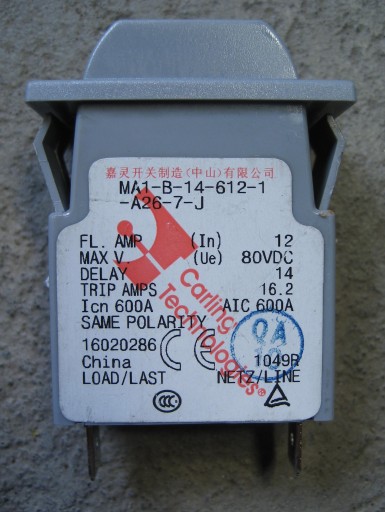 嘉灵开关制造(中山)有限公司
MA1-B-14-612-1
-A26-7-J
FL. AMP (In) 12
MAX V. (Ue) 80VDC
DELAY 14
TRIP AMPS 16.2
Icn 600A AIC 600A
SAME POLARITY
16020286
China 1049R
LOAD/LAST NETZ/LINE
Carling
Technologies®
QA
CCC